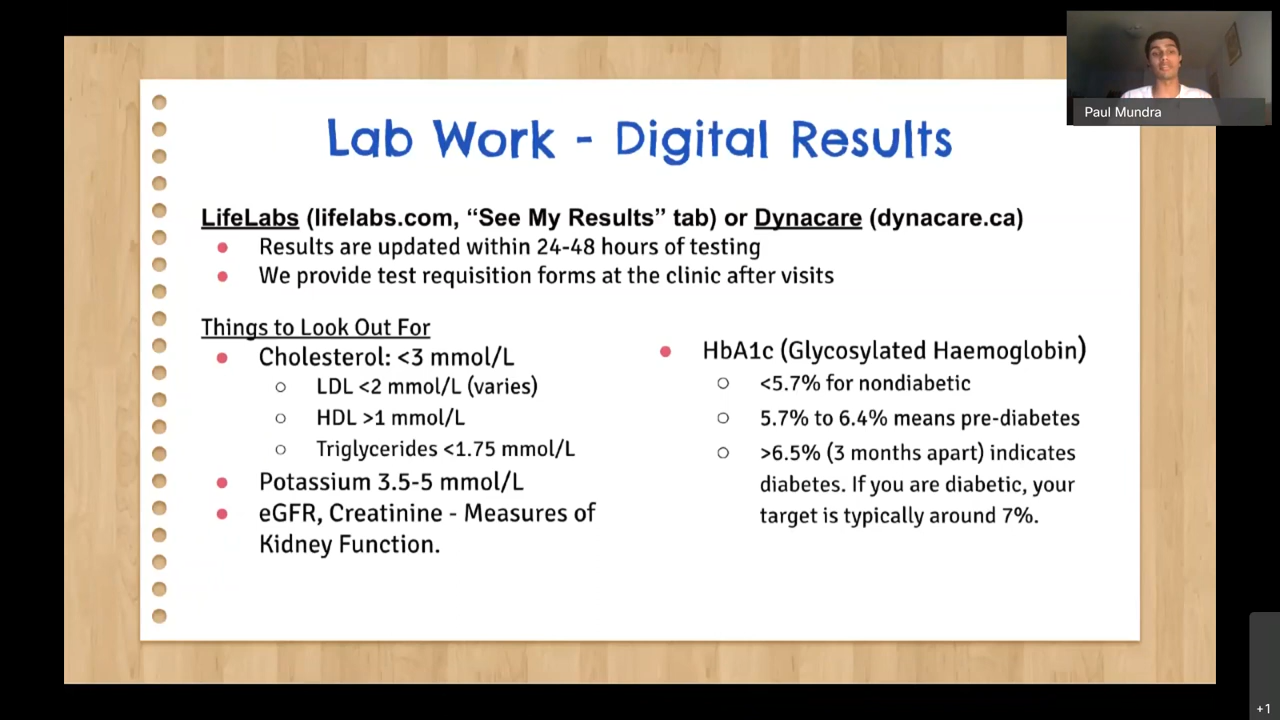 Lab Work - Digital Results
LifeLabs (lifelabs.com, “See My Results” tab) or Dynacare (dynacare.ca)
Results are updated within 24-48 hours of testing
We provide test requisition forms at the clinic after visits
Things to Look Out For
Cholesterol: <3 mmol/L
LDL <2 mmol/L (varies)
HDL >1 mmol/L
Triglycerides <1.75 mmol/L
Potassium 3.5-5 mmol/L
eGFR, Creatinine - Measures of
Kidney Function.
HbA1c (Glycosylated Haemoglobin)
<5.7% for nondiabetic
5.7% to 6.4% means pre-diabetes
>6.5% (3 months apart) indicates
diabetes. If you are diabetic, your
target is typically around 7%.
Paul Mundra
+1